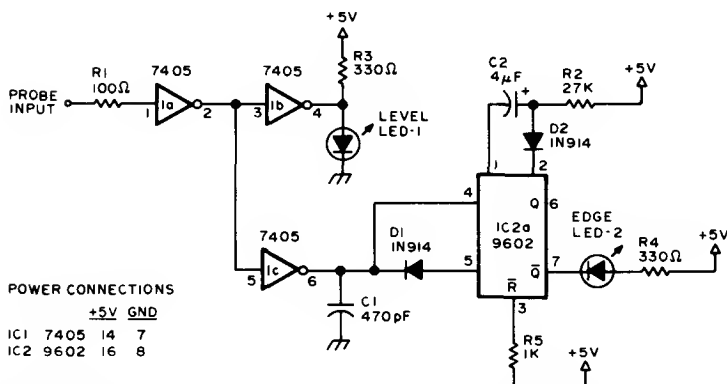 PROBE
INPUT
R1
100Ω
7405
1a
1
2
7405
1b
3
4
+5V
R3
330Ω
LEVEL
LED-1
C2
4µF
+
R2
27K
+5V
D2
1N914
1
2
7405
1c
5
6
D1
1N914
C1
470pF
4
5
IC2a
9602
Q
6
Q̅
7
R̅
3
EDGE
LED-2
R4
330Ω
+5V
R5
1K
+5V
POWER CONNECTIONS
+5V GND
IC1 7405 14 7
IC2 9602 16 8